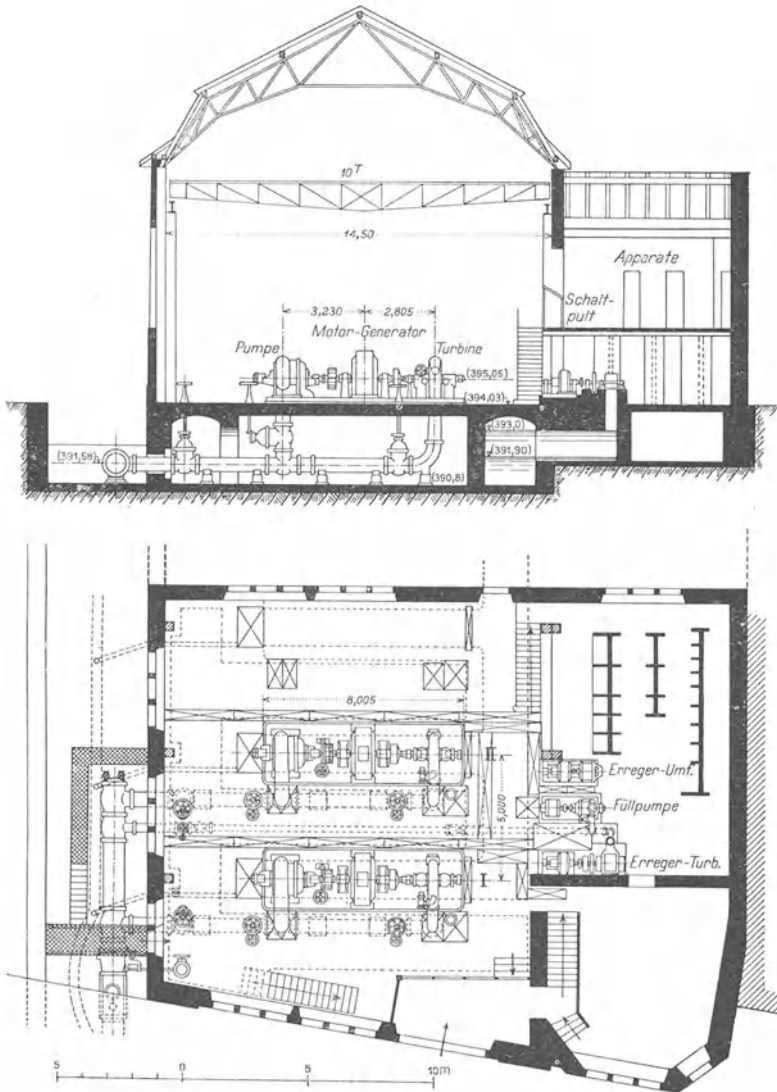 10T
14,50
Apparate
Schalt-
pult
3,230
2,805
Motor-Generator
Pumpe
Turbine
(395,05)
(394,03)
(393,0)
(391,58)
(391,90)
(390,8)
8,005
II
5,000
Erreger-Umf.
Füllpumpe
Erreger-Turb.
I
5 0 5 10m